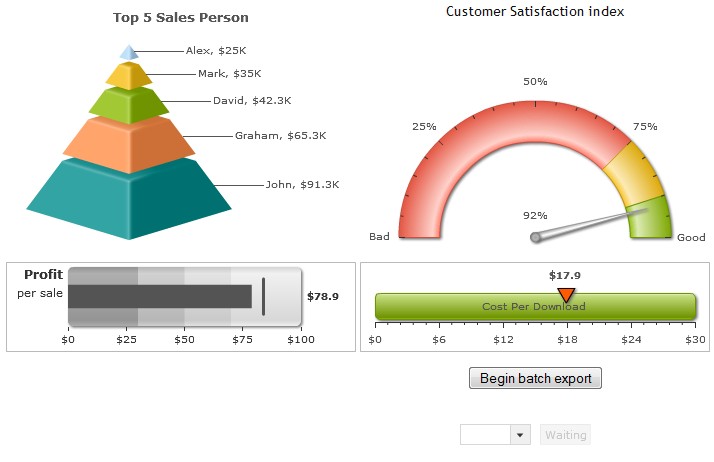 Top 5 Sales Person
Alex, $25K
Mark, $35K
David, $42.3K
Graham, $65.3K
John, $91.3K
Customer Satisfaction index
50%
25%
75%
92%
Bad
Good
Profit
per sale
$78.9
$0 $25 $50 $75 $100
$17.9
Cost Per Download
$0 $6 $12 $18 $24 $30
Begin batch export
Waiting